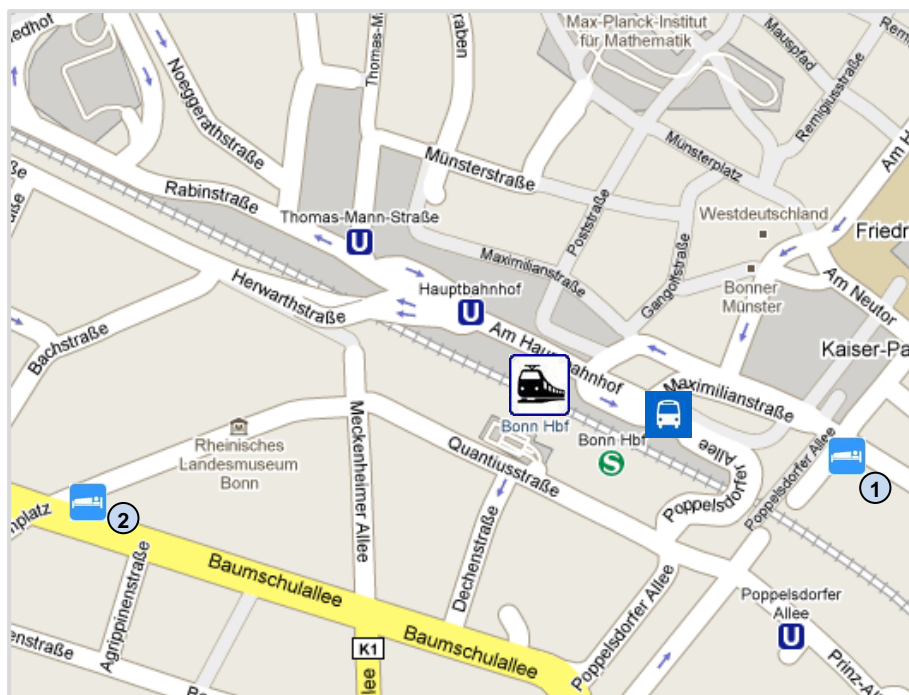 Max-Planck-Institut
für Mathematik
Mauspfad
Remigiusstraße
Noeggerathstraße
Münsterstraße
Münsterplatz
Rabinstraße
Thomas-Mann-Straße
U
Poststraße
Westdeutschland
Maximilianstraße
Gangolfstraße
Bonner
Münster
Am Neutor
Herwarthstraße
Hauptbahnhof
U
Bachstraße
Am Hauptbahnhof
Maximilianstraße
Bonn Hbf
Bonn Hbf
S
Rheinisches
Landesmuseum
Bonn
Meckenheimer Allee
Quantiusstraße
Allee
Poppelsdorfer
Poppelsdorfer Allee
1
2
Dechenstraße
Agrippinenstraße
Baumschulallee
Baumschulallee
Poppelsdorfer Allee
Poppelsdorfer
Allee
U
K1